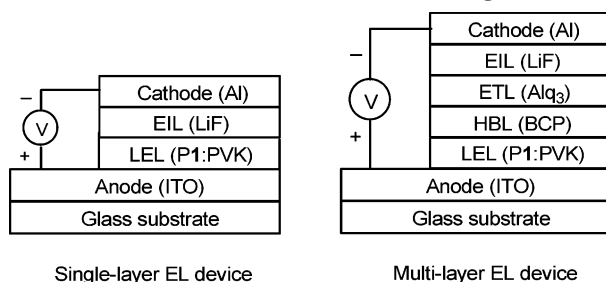 –
V
+
Cathode (Al)
EIL (LiF)
LEL (P1:PVK)
Anode (ITO)
Glass substrate
Single-layer EL device
–
V
+
Cathode (Al)
EIL (LiF)
ETL (Alq₃)
HBL (BCP)
LEL (P1:PVK)
Anode (ITO)
Glass substrate
Multi-layer EL device